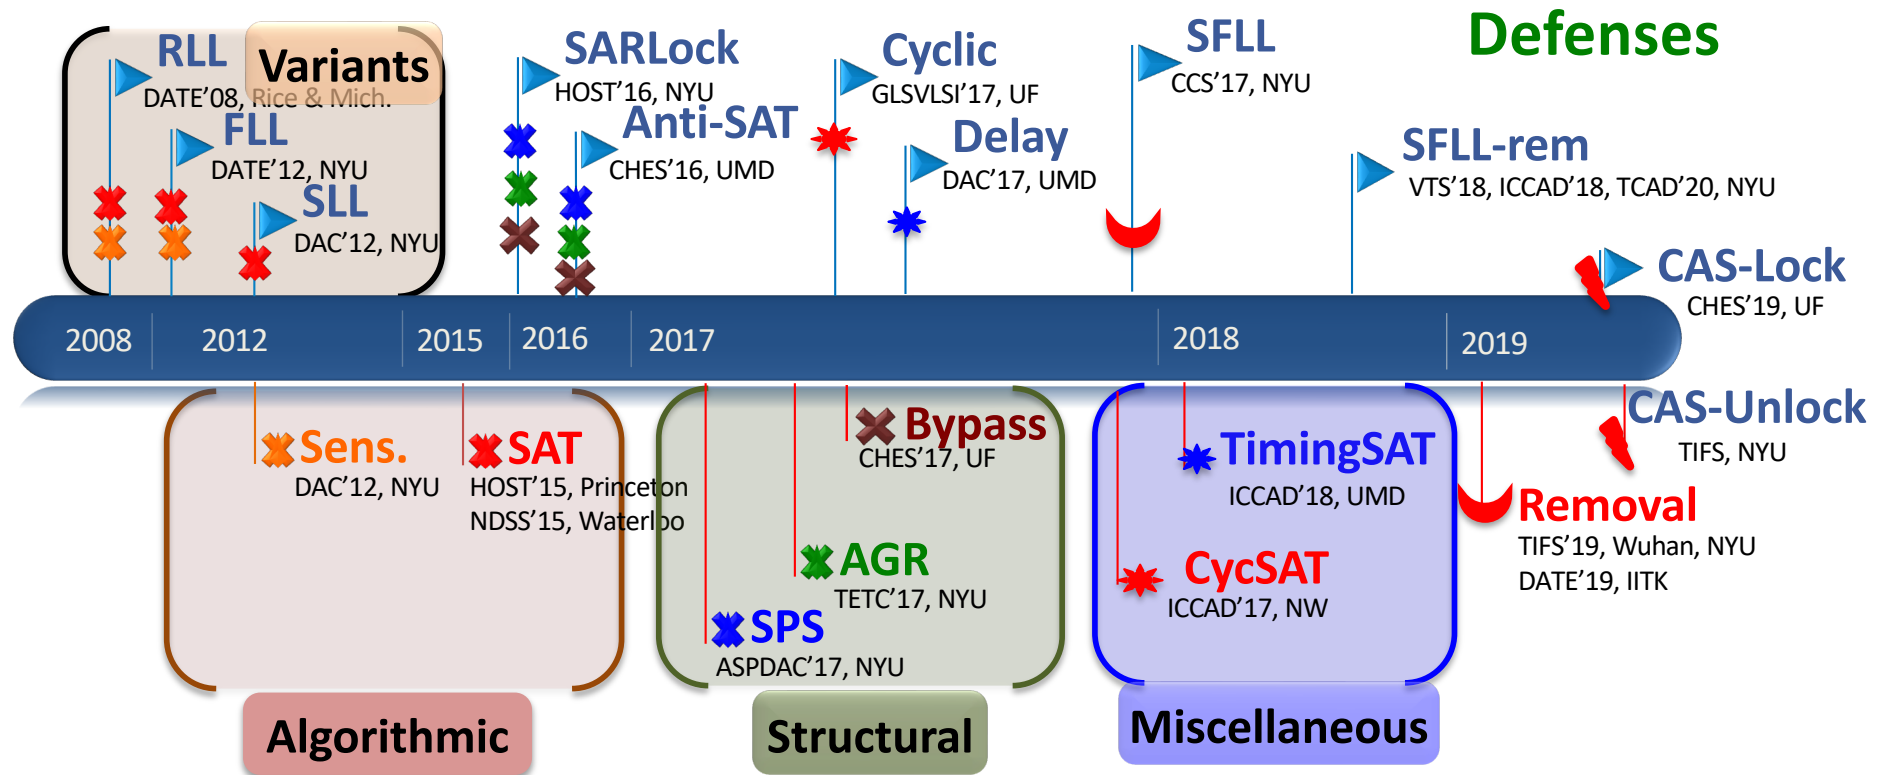 Defenses
RLL
Variants
DATE'08, Rice & Mich.
FLL
DATE'12, NYU
SLL
DAC'12, NYU
SARLock
HOST'16, NYU
Anti-SAT
CHES'16, UMD
Cyclic
GLSVLSI'17, UF
Delay
DAC'17, UMD
SFLL
CCS'17, NYU
SFLL-rem
VTS'18, ICCAD'18, TCAD'20, NYU
CAS-Lock
CHES'19, UF
2008
2012
2015
2016
2017
2018
2019
Sens.
DAC'12, NYU
SAT
HOST'15, Princeton
NDSS'15, Waterloo
Algorithmic
Bypass
CHES'17, UF
AGR
TETC'17, NYU
SPS
ASPDAC'17, NYU
Structural
TimingSAT
ICCAD'18, UMD
CycSAT
ICCAD'17, NW
Miscellaneous
CAS-Unlock
TIFS, NYU
Removal
TIFS'19, Wuhan, NYU
DATE'19, IITK